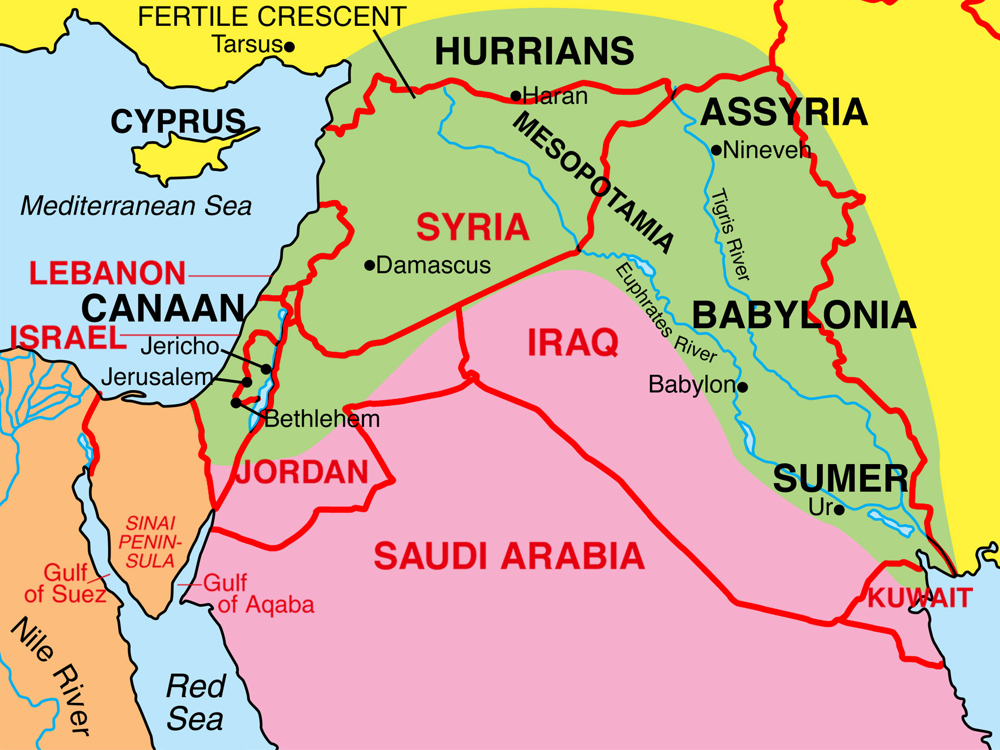 FERTILE CRESCENT
Tarsus
HURRIANS
Haran
ASSYRIA
CYPRUS
MESOPOTAMIA
Nineveh
Mediterranean Sea
SYRIA
Tigris River
Damascus
LEBANON
CANAAN
Euphrates River
BABYLONIA
ISRAEL
Jericho
IRAQ
Jerusalem
Babylon
Bethlehem
JORDAN
SUMER
Ur
SINAI
PENIN-
SULA
SAUDI ARABIA
Gulf
of Suez
Gulf
of Aqaba
KUWAIT
Nile River
Red
Sea